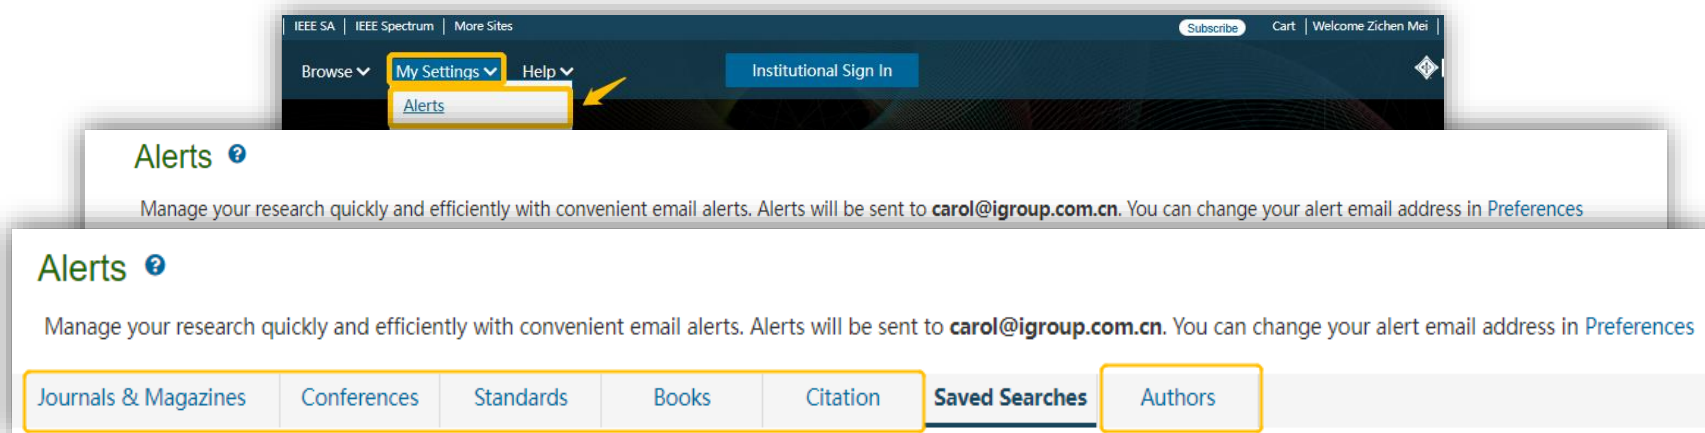 IEEE SA | IEEE Spectrum | More Sites Subscribe Cart | Welcome Zichen Mei |
Browse My Settings Help Institutional Sign In
Alerts
Alerts
Manage your research quickly and efficiently with convenient email alerts. Alerts will be sent to carol@igroup.com.cn. You can change your alert email address in Preferences
Alerts
Manage your research quickly and efficiently with convenient email alerts. Alerts will be sent to carol@igroup.com.cn. You can change your alert email address in Preferences
Journals & Magazines Conferences Standards Books Citation Saved Searches Authors